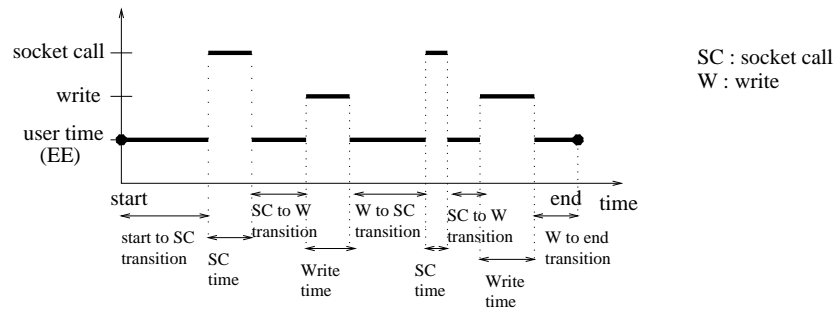 socket call
SC : socket call
W : write
write
user time
(EE)
start
end
time
start to SC
transition
SC
time
SC to W
transition
Write
time
W to SC
transition
SC
time
SC to W
transition
Write
time
W to end
transition